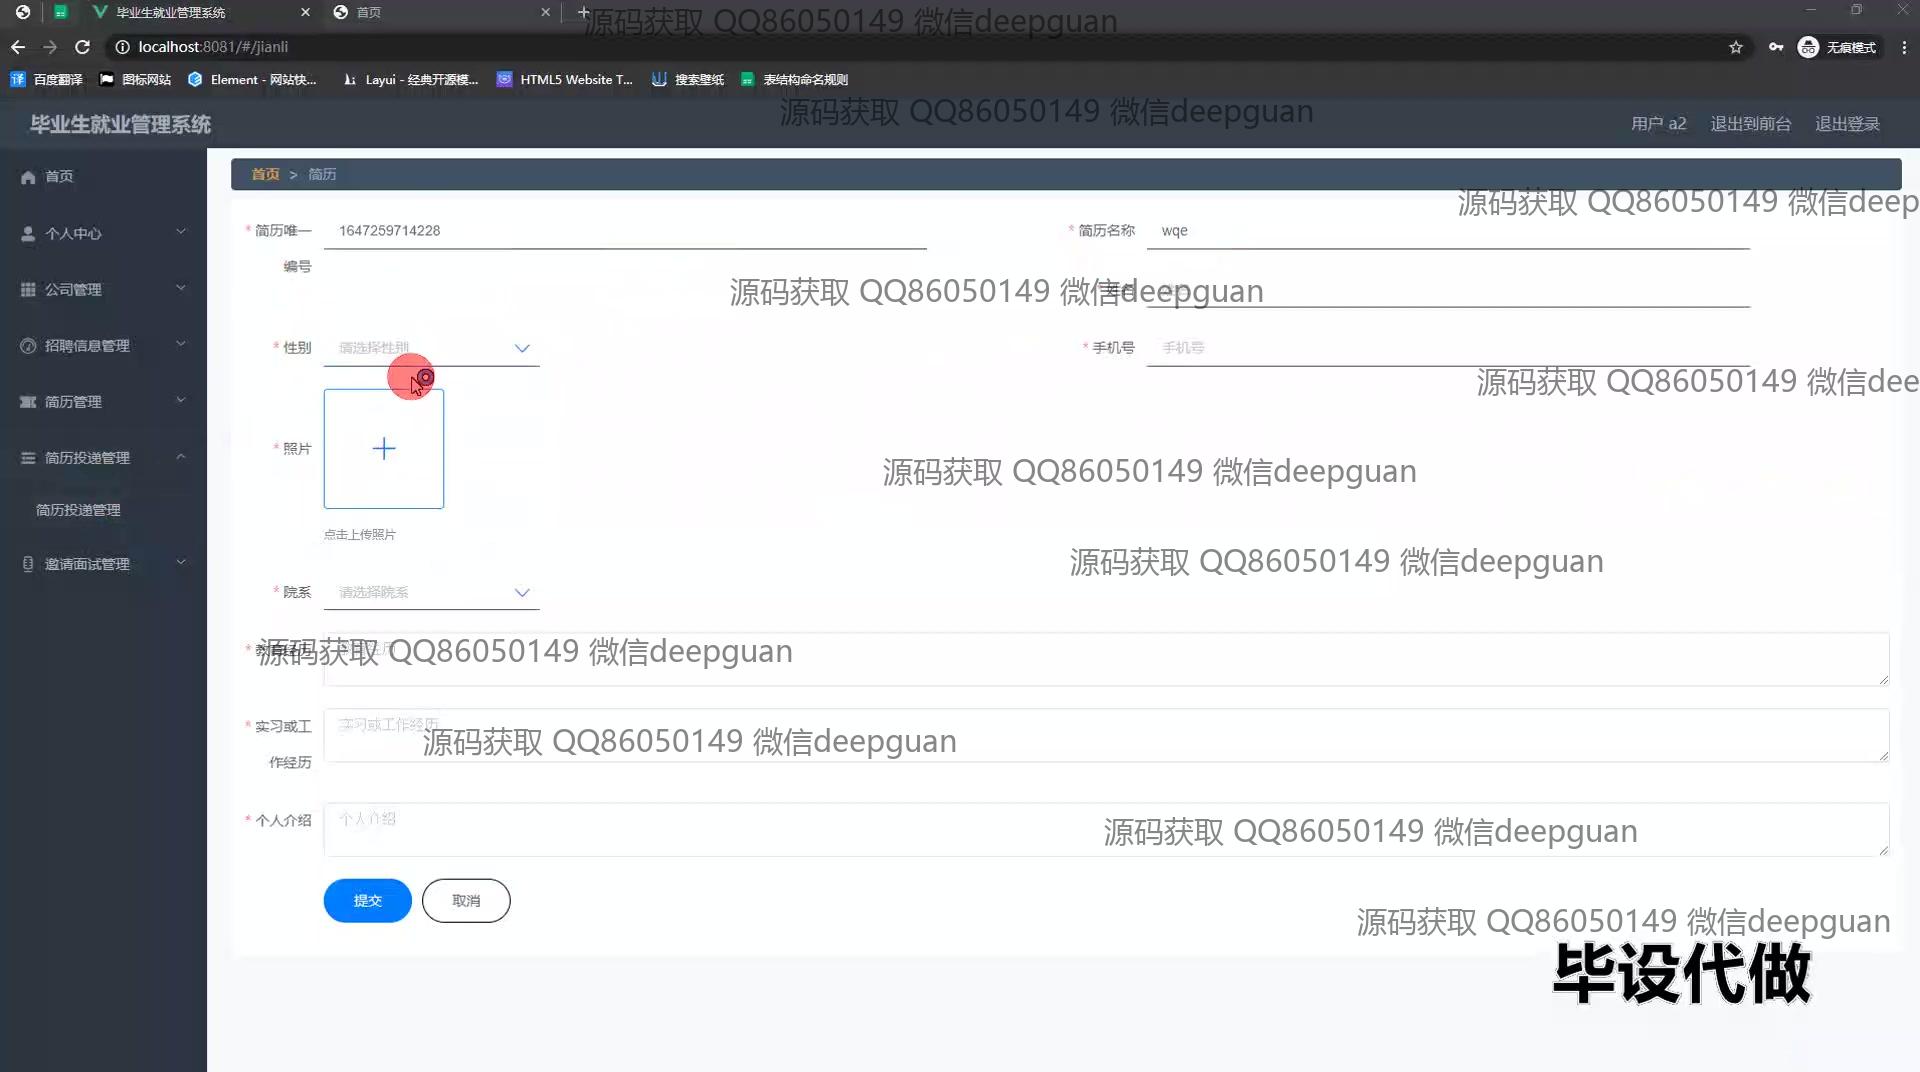 毕业生就业管理系统
首页
源码获取 QQ86050149 微信deepguan
localhost:8081/#/jianli
无痕模式
百度翻译
图标网站
Element - 网站快...
Layui - 经典开源模...
HTML5 Website T...
搜索壁纸
表结构命名规则
源码获取 QQ86050149 微信deepguan
毕业生就业管理系统
用户 a2
退出到前台
退出登录
首页
个人中心
公司管理
招聘信息管理
简历管理
简历投递管理
简历投递管理
邀请面试管理
首页 > 简历
源码获取 QQ86050149 微信deep
* 简历唯一
编号
1647259714228
* 简历名称
wqe
源码获取 QQ86050149 微信deepguan
* 性别
请选择性别
* 手机号
手机号
源码获取 QQ86050149 微信dee
* 照片
点击上传照片
源码获取 QQ86050149 微信deepguan
源码获取 QQ86050149 微信deepguan
* 院系
请选择院系
源码获取 QQ86050149 微信deepguan
* 实习或工
作经历
实习或工作经历
源码获取 QQ86050149 微信deepguan
* 个人介绍
个人介绍
源码获取 QQ86050149 微信deepguan
提交
取消
源码获取 QQ86050149 微信deepguan
毕设代做